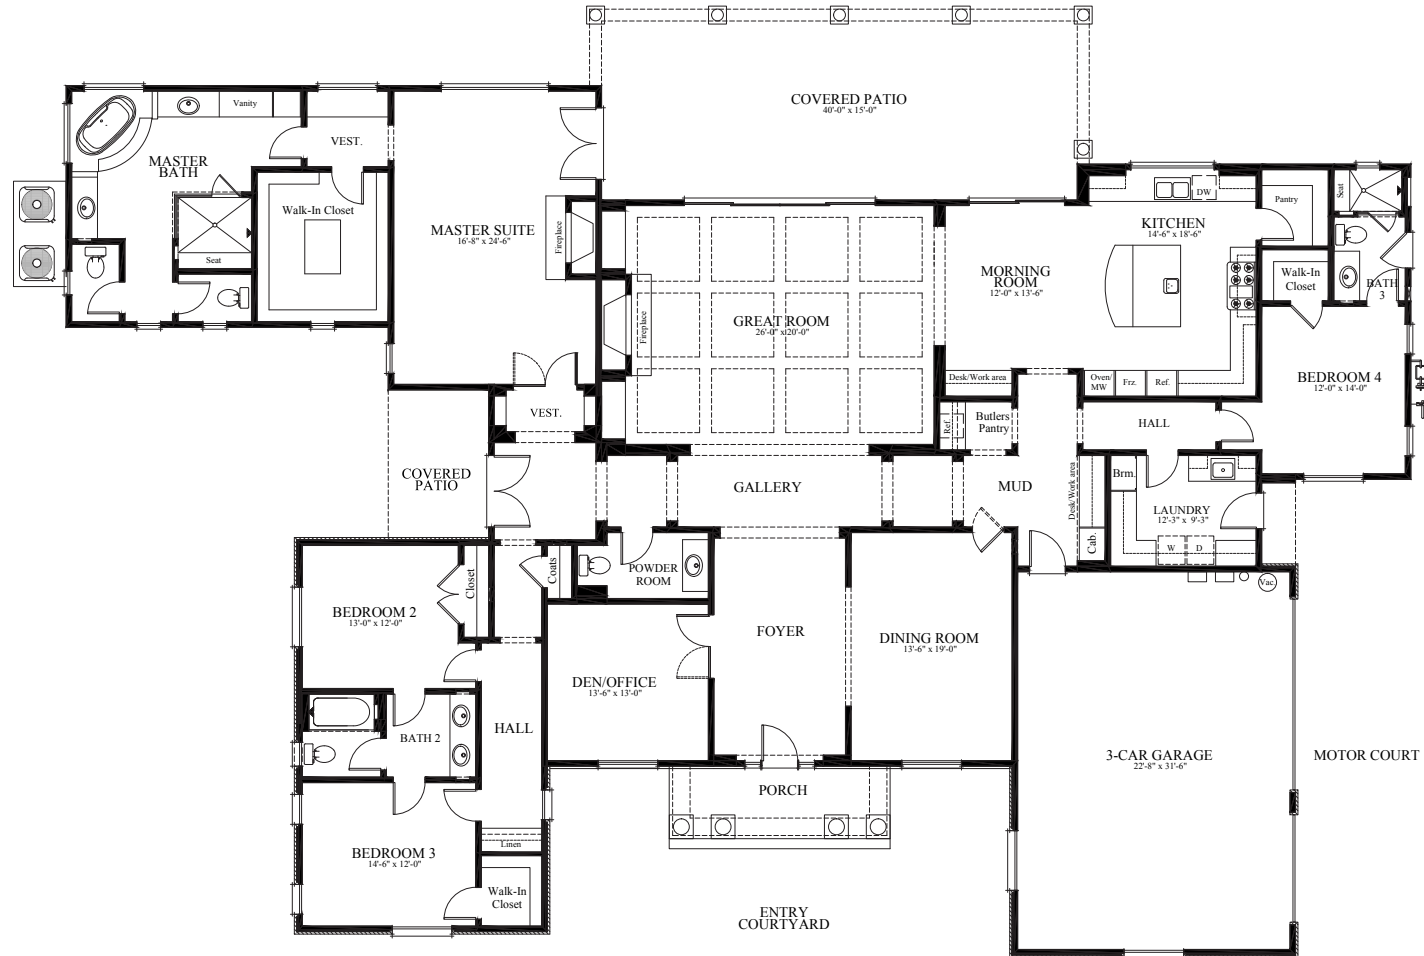 COVERED PATIO
40'-0" x 15'-0"
Vanity
VEST.
MASTER
BATH
Walk-In Closet
Seat
MASTER SUITE
16'-8" x 24'-6"
Fireplace
Fireplace
GREAT ROOM
26'-0" x 20'-0"
MORNING
ROOM
12'-0" x 13'-6"
KITCHEN
14'-6" x 18'-6"
DW
Pantry
Seat
Walk-In
Closet
BATH
3
BEDROOM 4
12'-0" x 14'-0"
Desk/Work area
Oven/
MW
Frz.
Ref.
Ref.
Butlers
Pantry
HALL
VEST.
COVERED
PATIO
GALLERY
MUD
Desk/Work area
Cab.
Brm.
LAUNDRY
12'-3" x 9'-3"
W
D
Vac
Closet
Coats
POWDER
ROOM
BEDROOM 2
13'-0" x 12'-0"
FOYER
DINING ROOM
13'-6" x 19'-0"
DEN/OFFICE
13'-6" x 13'-0"
HALL
BATH 2
3-CAR GARAGE
22'-8" x 31'-6"
MOTOR COURT
PORCH
Linen
BEDROOM 3
14'-6" x 12'-0"
Walk-In
Closet
ENTRY
COURTYARD